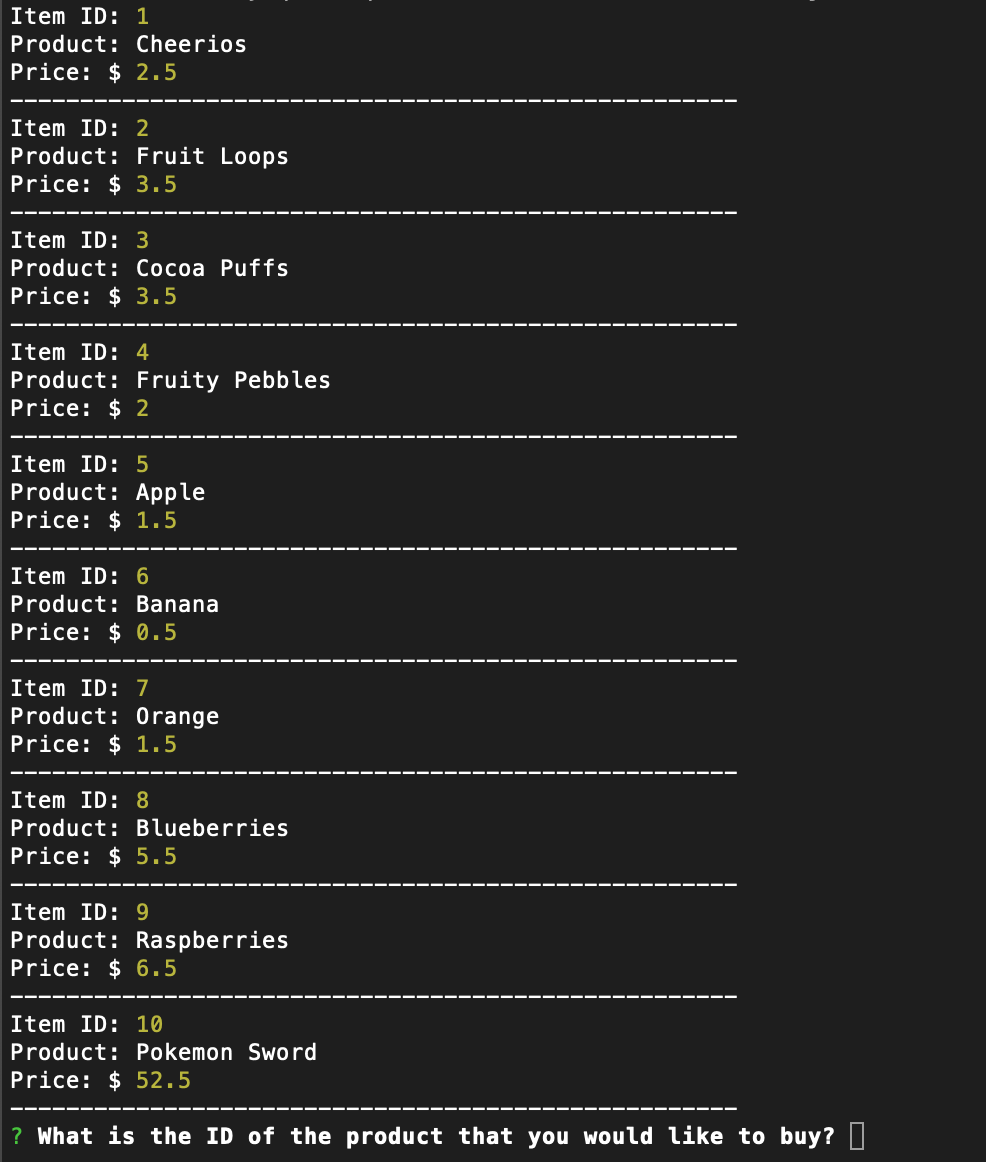 Item ID: 1
Product: Cheerios
Price: $ 2.5
----------------------------------------------------
Item ID: 2
Product: Fruit Loops
Price: $ 3.5
----------------------------------------------------
Item ID: 3
Product: Cocoa Puffs
Price: $ 3.5
----------------------------------------------------
Item ID: 4
Product: Fruity Pebbles
Price: $ 2
----------------------------------------------------
Item ID: 5
Product: Apple
Price: $ 1.5
----------------------------------------------------
Item ID: 6
Product: Banana
Price: $ 0.5
----------------------------------------------------
Item ID: 7
Product: Orange
Price: $ 1.5
----------------------------------------------------
Item ID: 8
Product: Blueberries
Price: $ 5.5
----------------------------------------------------
Item ID: 9
Product: Raspberries
Price: $ 6.5
----------------------------------------------------
Item ID: 10
Product: Pokemon Sword
Price: $ 52.5
----------------------------------------------------
? What is the ID of the product that you would like to buy?